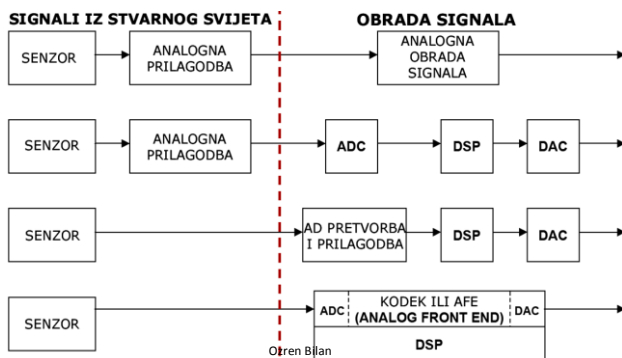 SIGNALI IZ STVARNOG SVIJETA
OBRADA SIGNALA
SENZOR
ANALOGNA
PRILAGODBA
ANALOGNA
OBRADA
SIGNALA
SENZOR
ANALOGNA
PRILAGODBA
ADC
DSP
DAC
SENZOR
AD PRETVORBA
I PRILAGODBA
DSP
DAC
SENZOR
ADC
KODEK ILI AFE
(ANALOG FRONT END)
DAC
DSP
Ozren Bilan